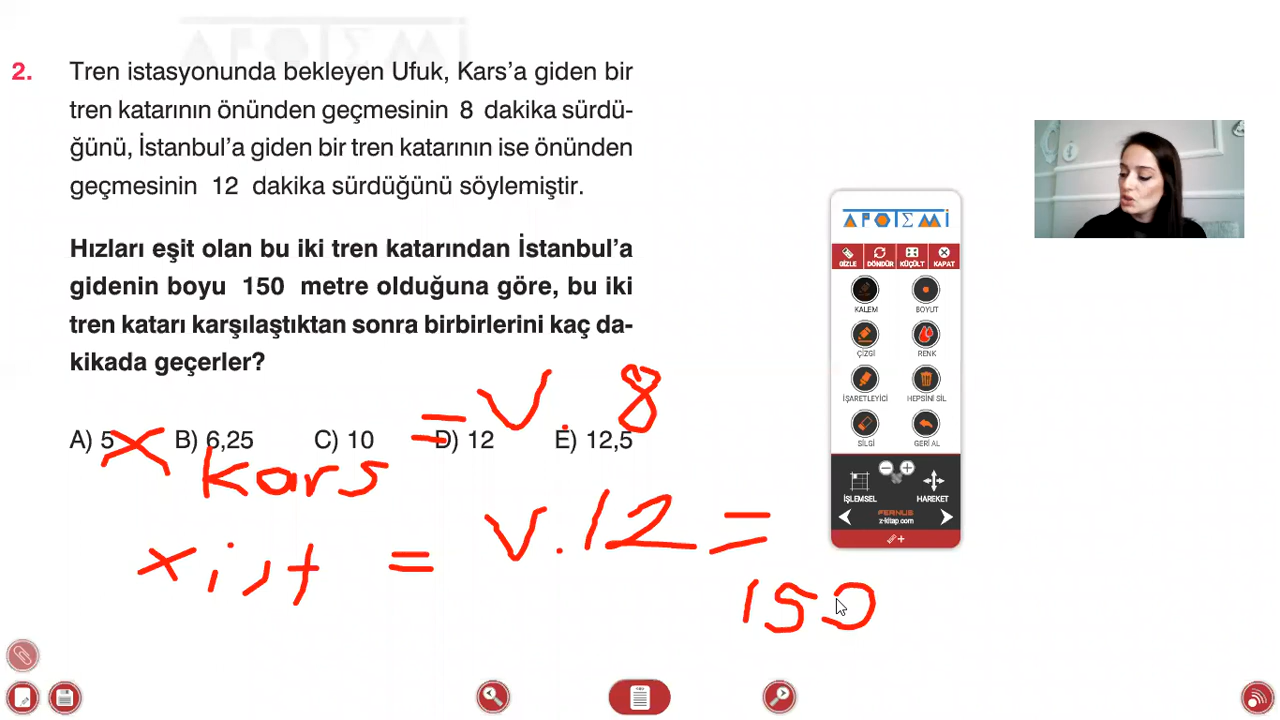 APOTEMİ
2. Tren istasyonunda bekleyen Ufuk, Kars'a giden bir
tren katarının önünden geçmesinin 8 dakika sürdü-
ğünü, İstanbul'a giden bir tren katarının ise önünden
geçmesinin 12 dakika sürdüğünü söylemiştir.
Hızları eşit olan bu iki tren katarından İstanbul'a
gidenin boyu 150 metre olduğuna göre, bu iki
tren katarı karşılaştıktan sonra birbirlerini kaç da-
kikada geçerler?
A) 5 B) 6,25 C) 10 D) 12 E) 12,5
x kars = V. 8
x ist = v.12 =
150
APOTEMİ
GİZLE DÖNDÜR KÜÇÜLT KAPAT
KALEM BOYUT
ÇİZGİ RENK
İŞARETLEYİCİ HEPSİNİ SİL
SİLGİ GERİ AL
İŞLEMSEL HAREKET
FERNUS
z-kitap.com